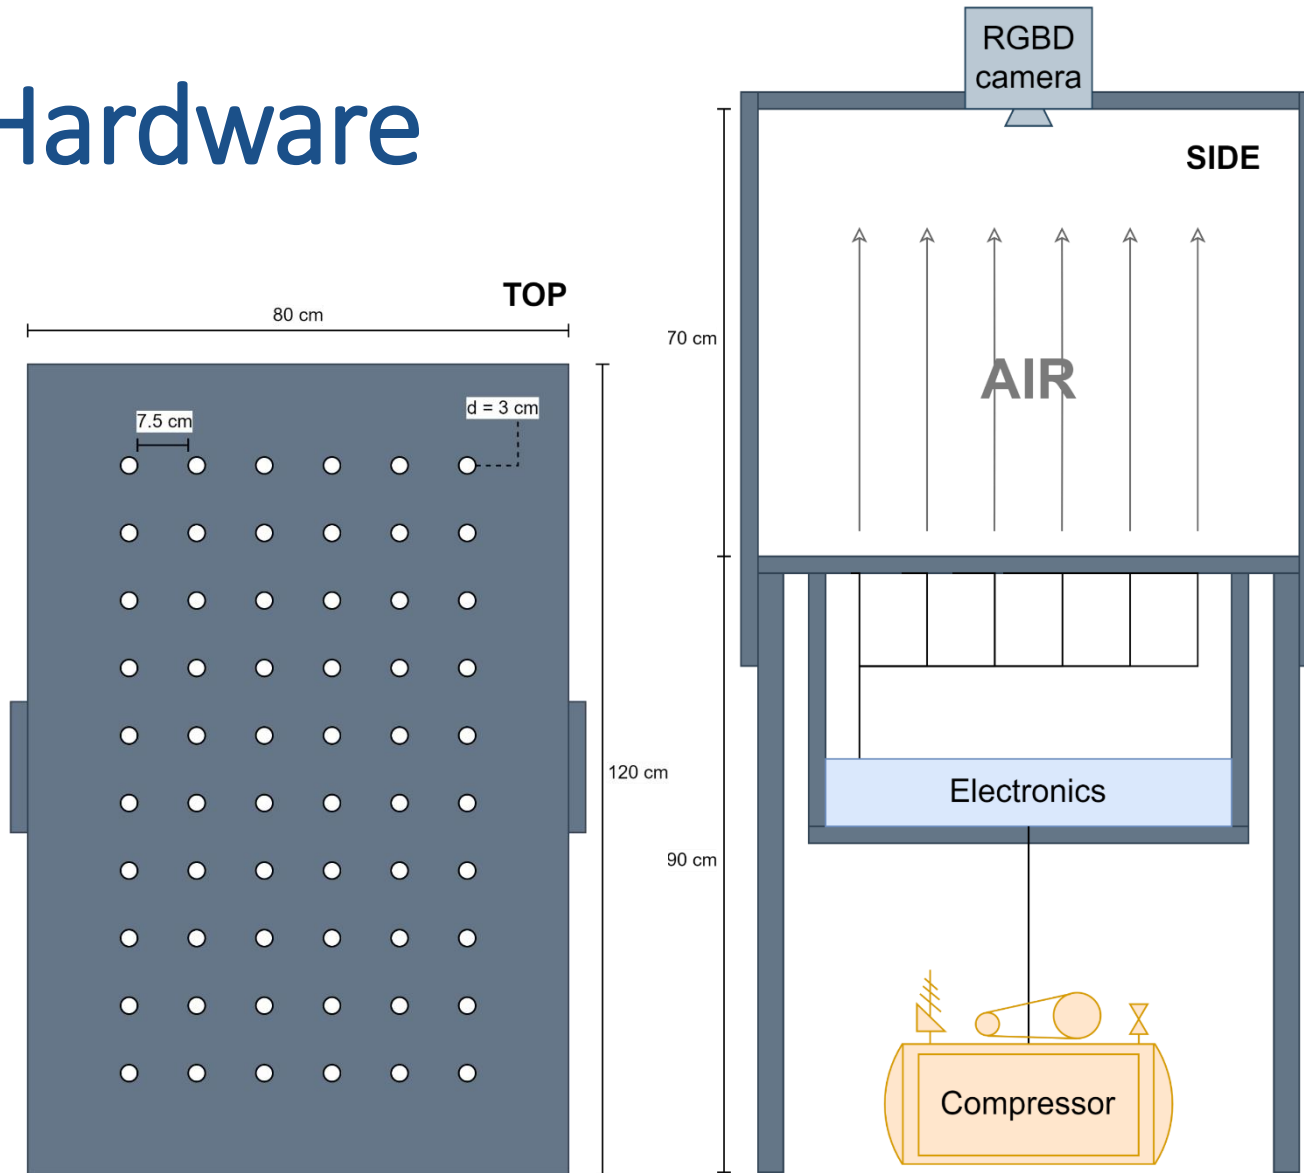 Hardware
TOP
80 cm
7.5 cm
d = 3 cm
120 cm
RGBD
camera
SIDE
70 cm
AIR
90 cm
Electronics
Compressor